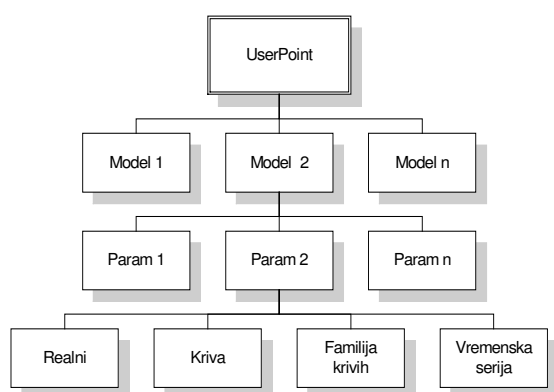 UserPoint
Model 1
Model 2
Model n
Param 1
Param 2
Param n
Realni
Kriva
Familija
krivih
Vremenska
serija